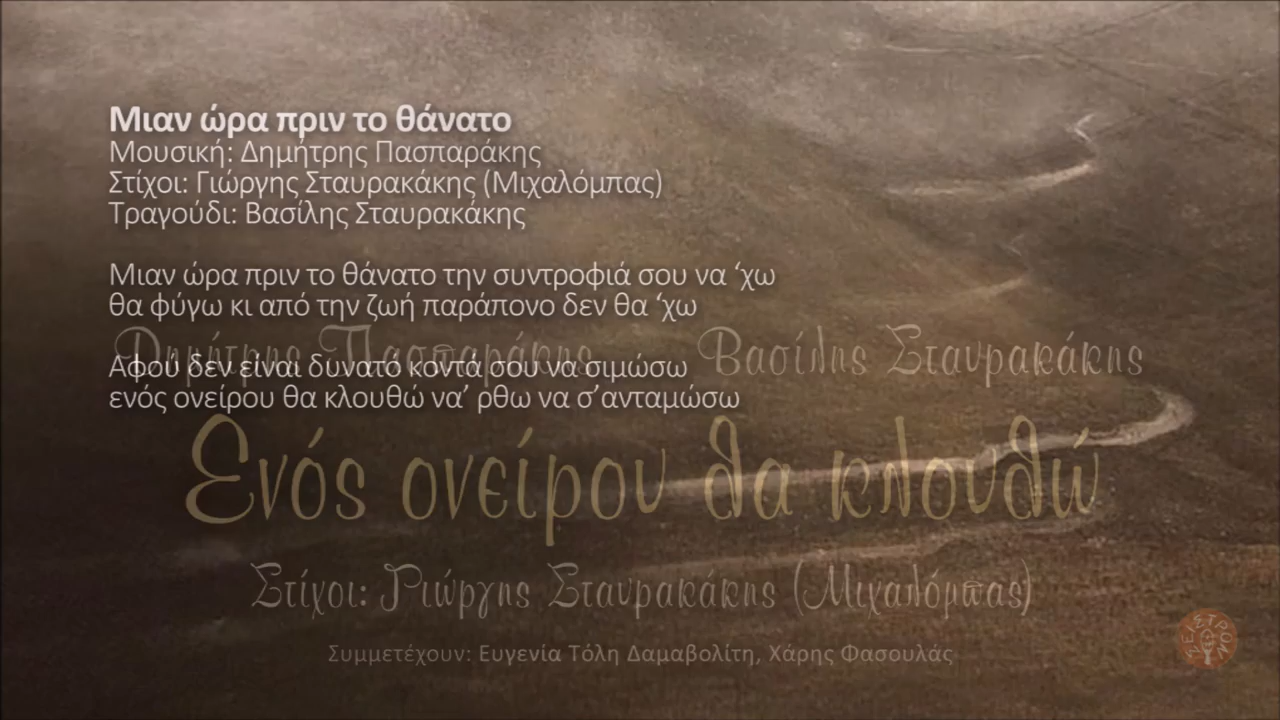 Μιαν ώρα πριν το θάνατο
Μουσική: Δημήτρης Πασπαράκης
Στίχοι: Γιώργης Σταυρακάκης (Μιχαλόμπας)
Τραγούδι: Βασίλης Σταυρακάκης
Μιαν ώρα πριν το θάνατο την συντροφιά σου να ‘χω
θα φύγω κι από την ζωή παράπονο δεν θα ‘χω
Δημήτρης Πασπαράκης Βασίλης Σταυρακάκης
Αφού δεν είναι δυνατό κοντά σου να σιμώσω
ενός ονείρου θα κλουθώ να’ ρθω να σ’ανταμώσω
Ενός ονείρου θα κλουθώ
Στίχοι: Γιώργης Σταυρακάκης (Μιχαλόμπας)
Συμμετέχουν: Ευγενία Τόλη Δαμαβολίτη, Χάρης Φασουλάς